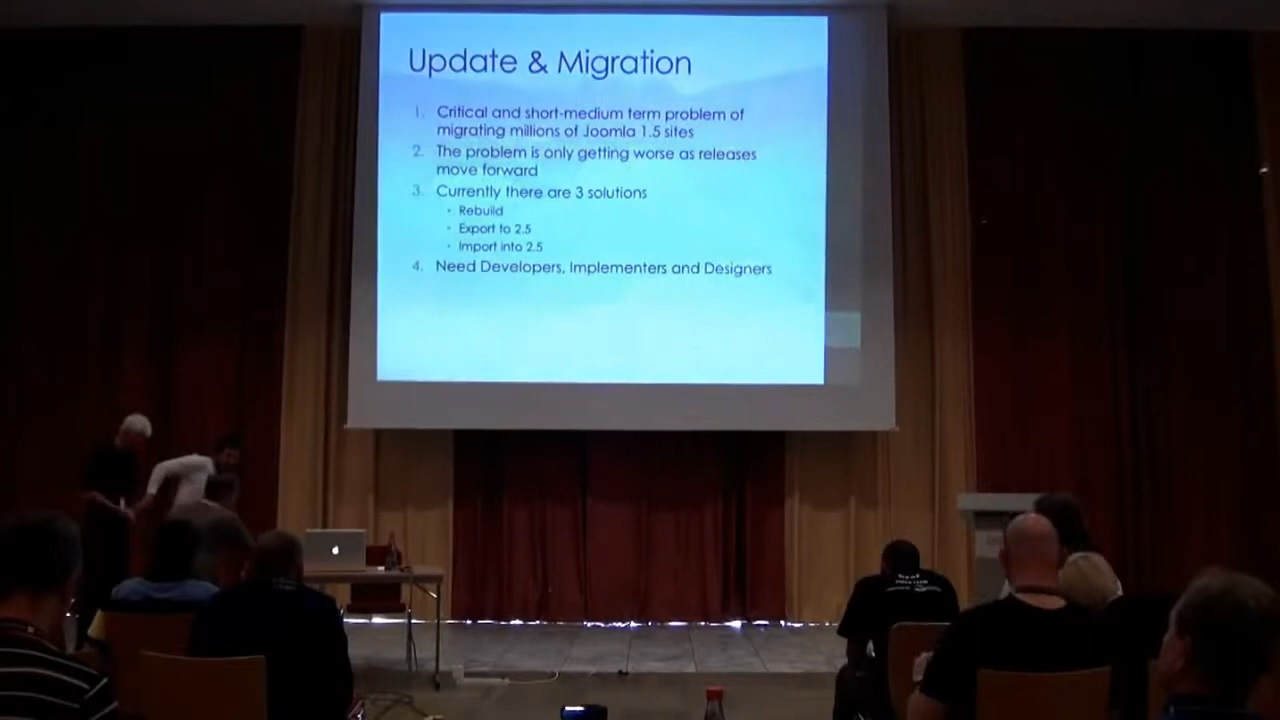 Update & Migration
1. Critical and short-medium term problem of
migrating millions of Joomla 1.5 sites
2. The problem is only getting worse as releases
move forward
3. Currently there are 3 solutions
• Rebuild
• Export to 2.5
• Import into 2.5
4. Need Developers, Implementers and Designers